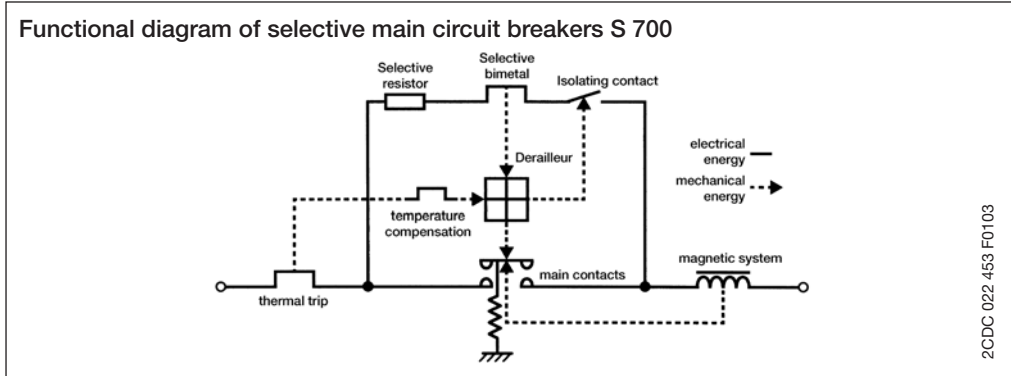 Functional diagram of selective main circuit breakers S 700
Selective
resistor
Selective
bimetal
Isolating contact
Derailleur
electrical
energy
mechanical
energy
temperature
compensation
thermal trip
main contacts
magnetic system
2CDC 022 453 F0103